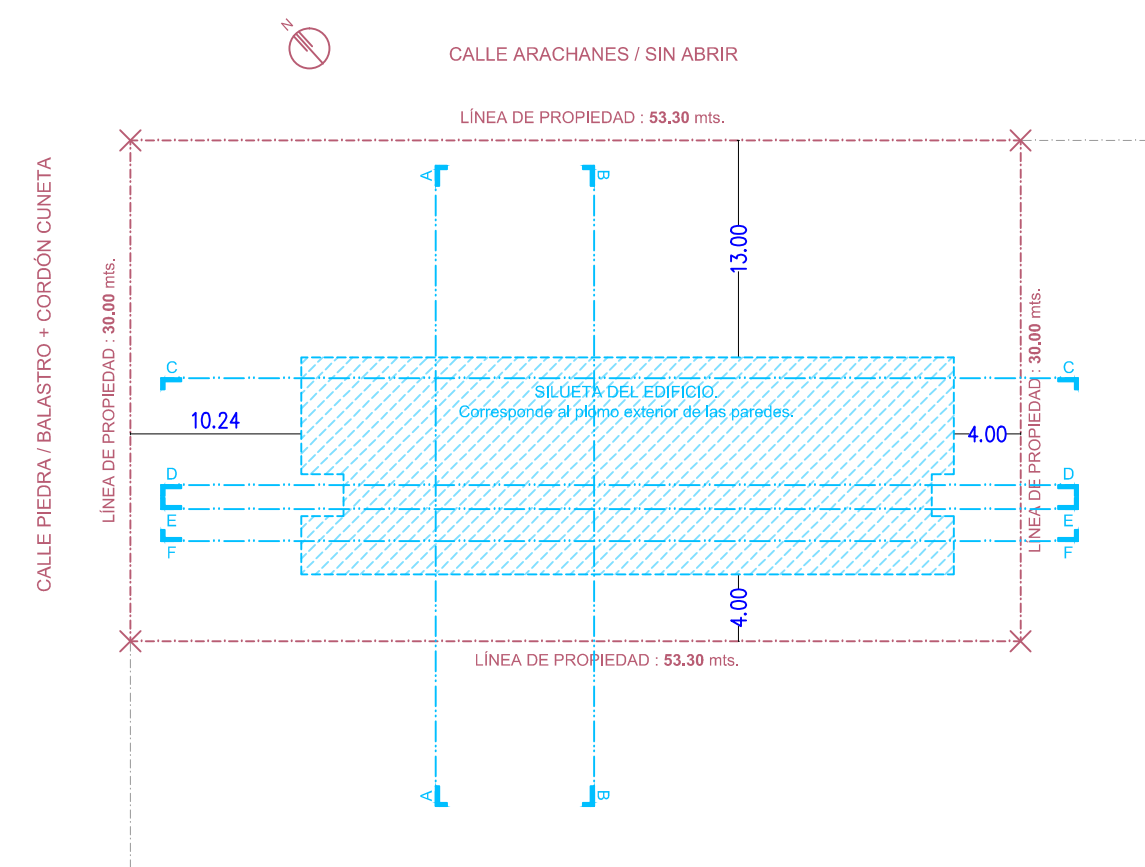 N
CALLE ARACHANES / SIN ABRIR
LÍNEA DE PROPIEDAD : 53.30 mts.
CALLE PIEDRA / BALASTRO + CORDÓN CUNETA
LÍNEA DE PROPIEDAD : 30.00 mts.
A
B
13.00
LÍNEA DE PROPIEDAD : 30.00 mts.
C
C
SILUETA DEL EDIFICIO.
Corresponde al plomo exterior de las paredes.
10.24
4.00
D
D
E
E
F
F
4.00
LÍNEA DE PROPIEDAD : 53.30 mts.
A
B